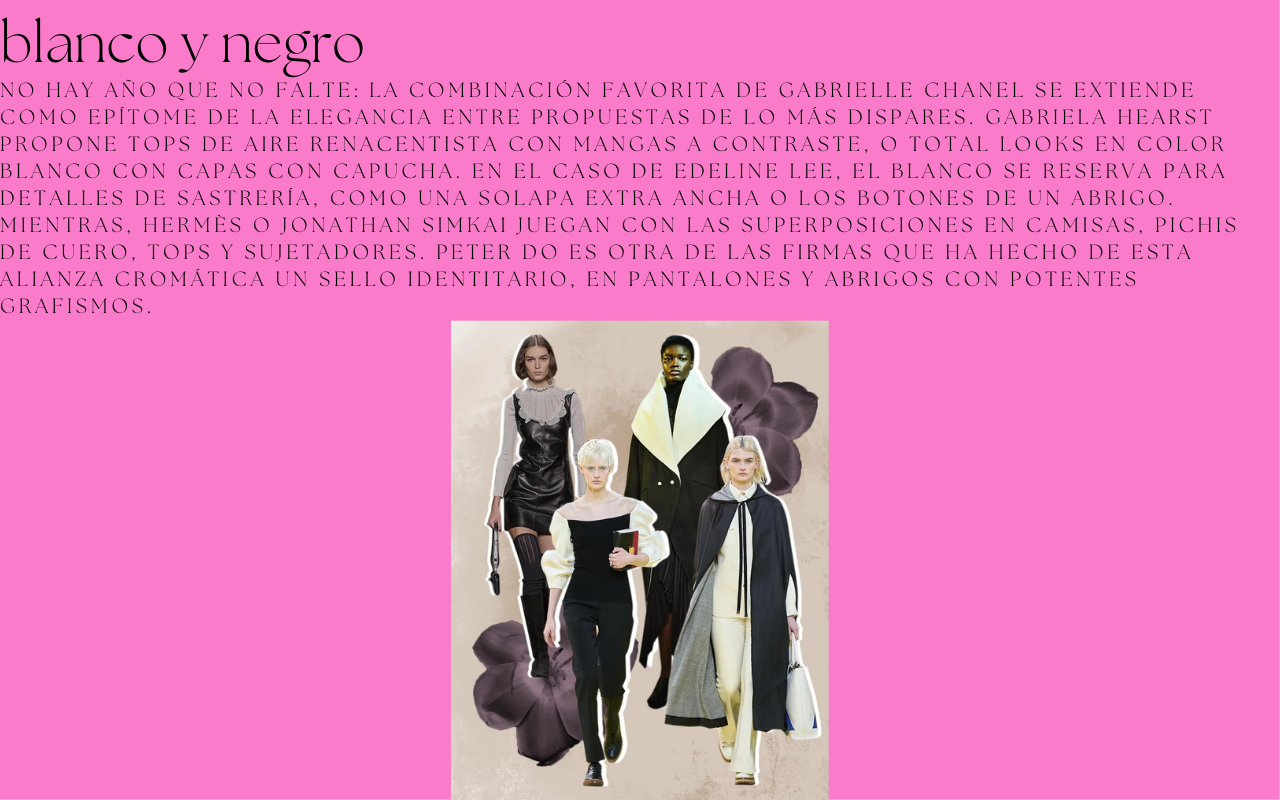 blanco y negro
NO HAY AÑO QUE NO FALTE: LA COMBINACIÓN FAVORITA DE GABRIELLE CHANEL SE EXTIENDE
COMO EPÍTOME DE LA ELEGANCIA ENTRE PROPUESTAS DE LO MÁS DISPARES. GABRIELA HEARST
PROPONE TOPS DE AIRE RENACENTISTA CON MANGAS A CONTRASTE, O TOTAL LOOKS EN COLOR
BLANCO CON CAPAS CON CAPUCHA. EN EL CASO DE EDELINE LEE, EL BLANCO SE RESERVA PARA
DETALLES DE SASTRERÍA, COMO UNA SOLAPA EXTRA ANCHA O LOS BOTONES DE UN ABRIGO.
MIENTRAS, HERMÈS O JONATHAN SIMKAI JUEGAN CON LAS SUPERPOSICIONES EN CAMISAS, PICHIS
DE CUERO, TOPS Y SUJETADORES. PETER DO ES OTRA DE LAS FIRMAS QUE HA HECHO DE ESTA
ALIANZA CROMÁTICA UN SELLO IDENTITARIO, EN PANTALONES Y ABRIGOS CON POTENTES
GRAFISMOS.